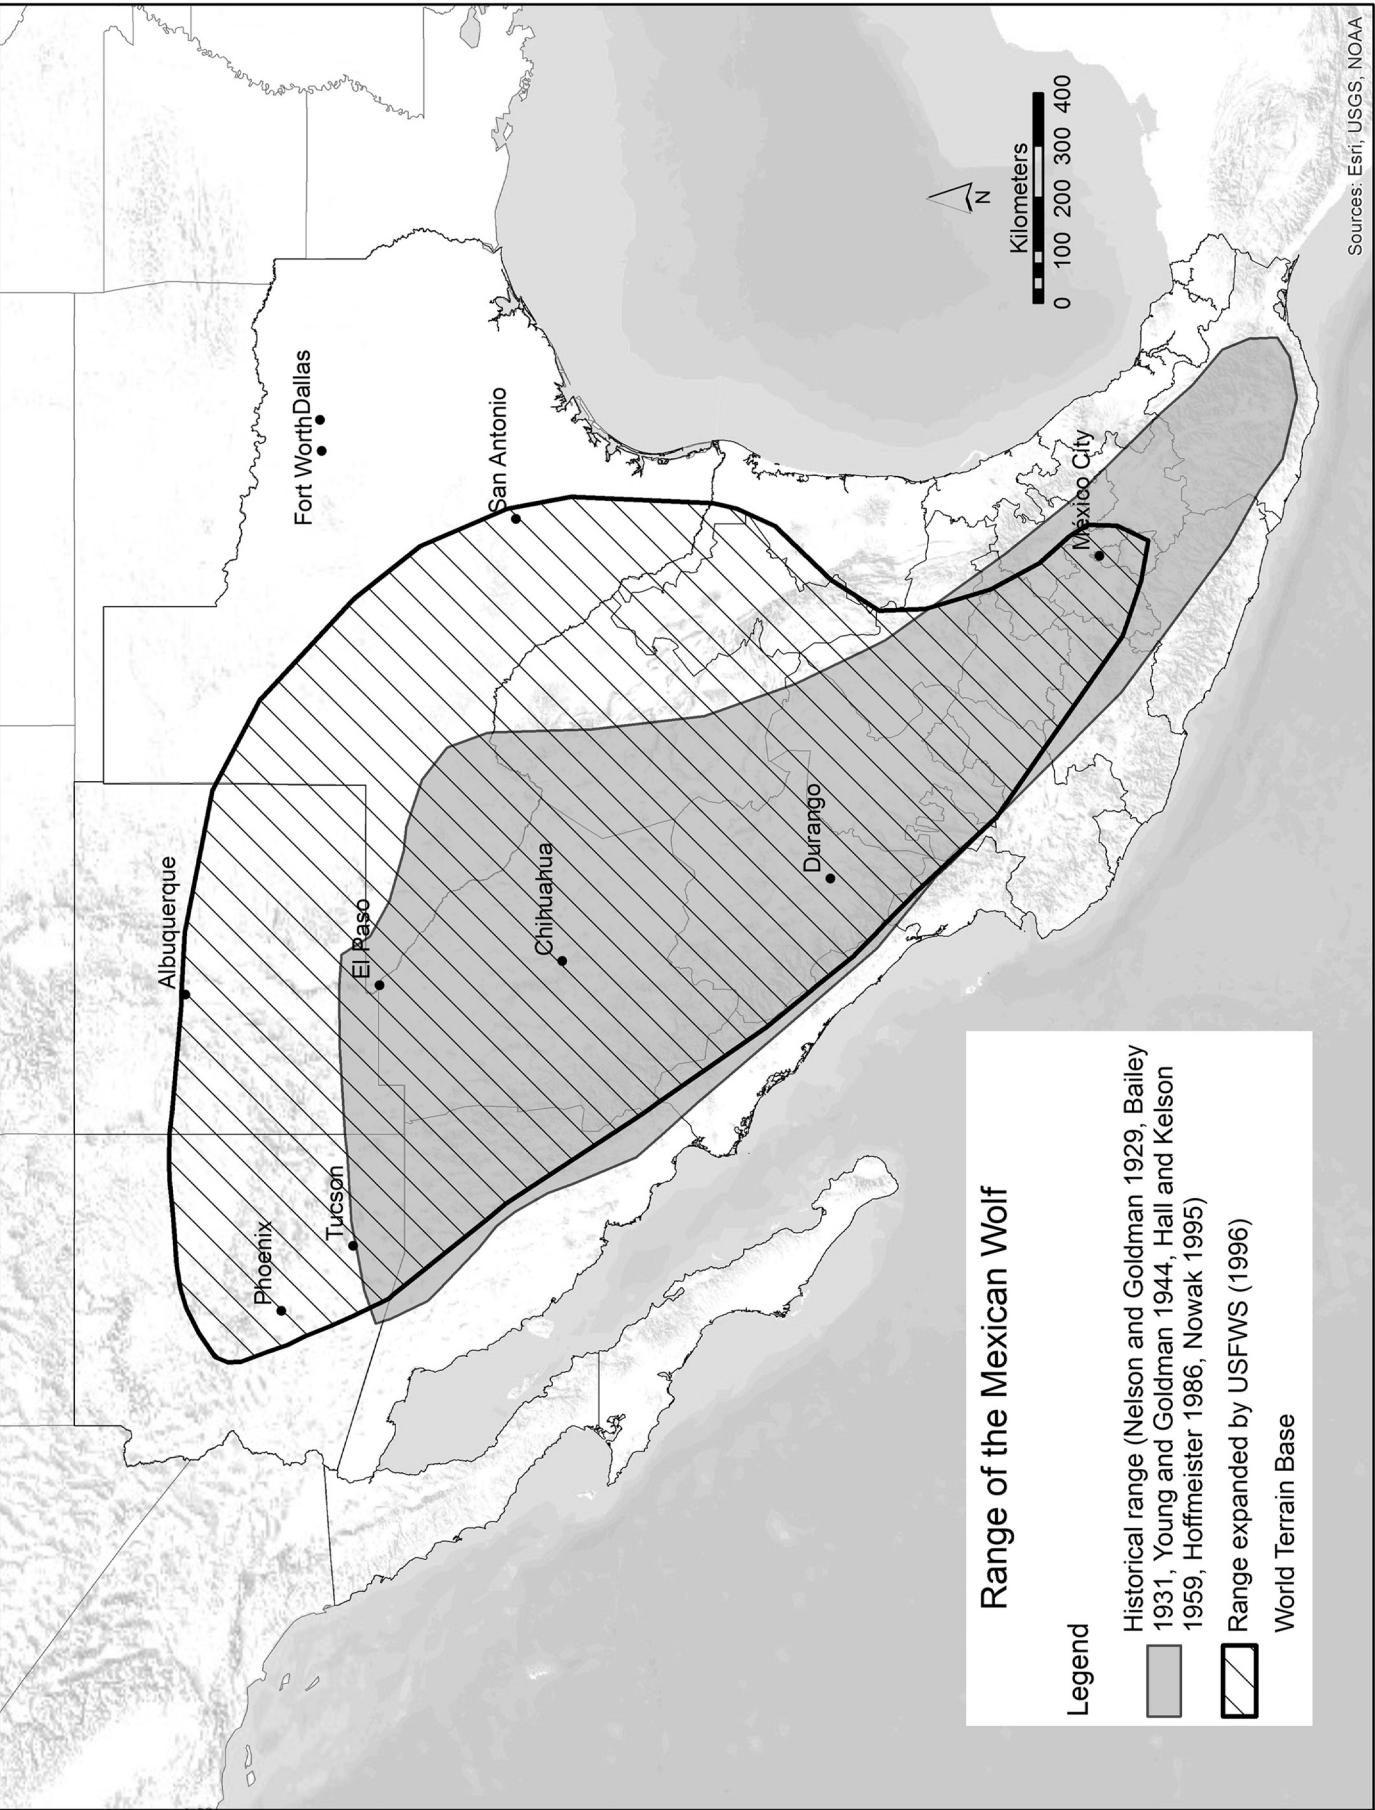 Albuquerque
Phoenix
Tucson
El Paso
Fort Worth
Dallas
San Antonio
Chihuahua
Durango
México City
Kilometers
0 100 200 300 400
N
Range of the Mexican Wolf
Legend
Historical range (Nelson and Goldman 1929, Bailey
1931, Young and Goldman 1944, Hall and Kelson
1959, Hoffmeister 1986, Nowak 1995)
Range expanded by USFWS (1996)
World Terrain Base
Sources: Esri, USGS, NOAA